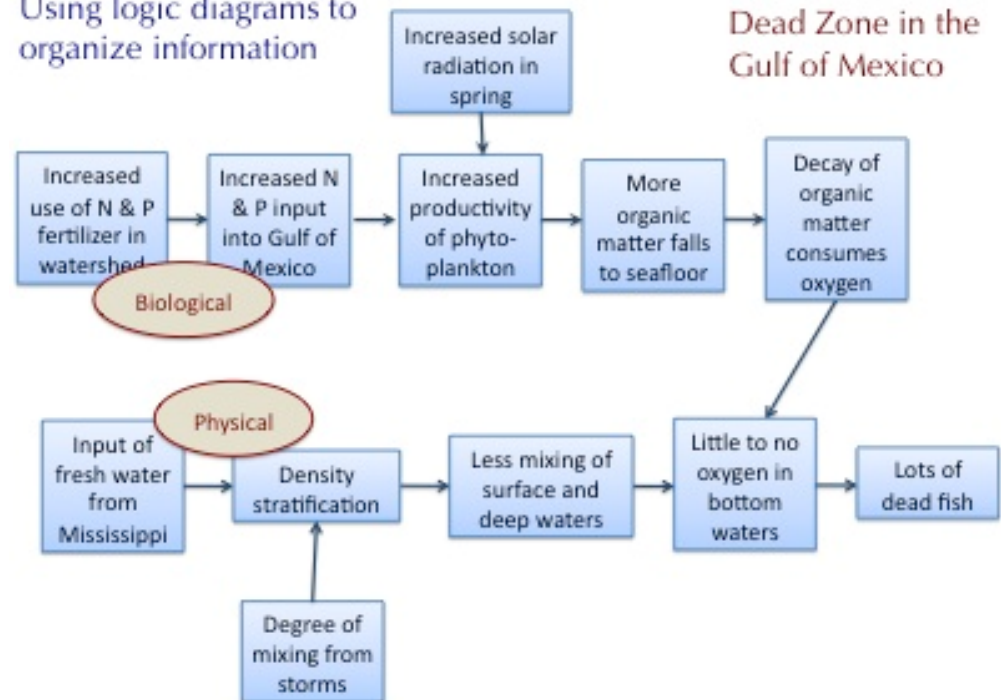 Using logic diagrams to
organize information
Dead Zone in the
Gulf of Mexico
Increased solar
radiation in
spring
Increased
use of N & P
fertilizer in
watershed
Increased N
& P input
into Gulf of
Mexico
Increased
productivity
of phyto-
plankton
More
organic
matter falls
to seafloor
Decay of
organic
matter
consumes
oxygen
Biological
Physical
Input of
fresh water
from
Mississippi
Density
stratification
Less mixing of
surface and
deep waters
Little to no
oxygen in
bottom
waters
Lots of
dead fish
Degree of
mixing from
storms